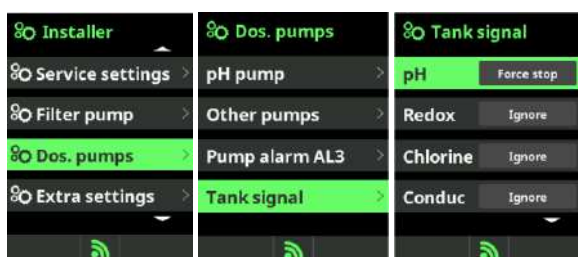 Installer
Service settings
Filter pump
Dos. pumps
Extra settings
Dos. pumps
pH pump
Other pumps
Pump alarm AL3
Tank signal
Tank signal
pH Force stop
Redox Ignore
Chlorine Ignore
Conduc Ignore